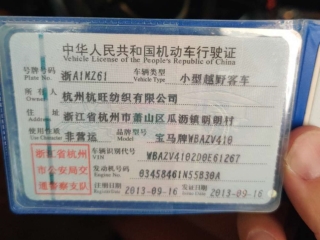 中华人民共和国机动车行驶证
Vehicle License of the People's Republic of China
号牌号码 浙A1MZ61 车辆类型 小型越野客车
Plate No. Vehicle Type
所有人 杭州杭旺纺织有限公司
Owner
住址 浙江省杭州市萧山区瓜沥镇明朗村
Address
使用性质 非营运 品牌型号 宝马牌WBAZV410
Use Character Model
浙江省杭州市公安局交通警察支队
车辆识别代号 WBAZV4102D0E61267
VIN
发动机号码 03458461N55B30A
Engine No.
注册日期 2013-09-16 发证日期 2013-09-16
Register Date Issue Date